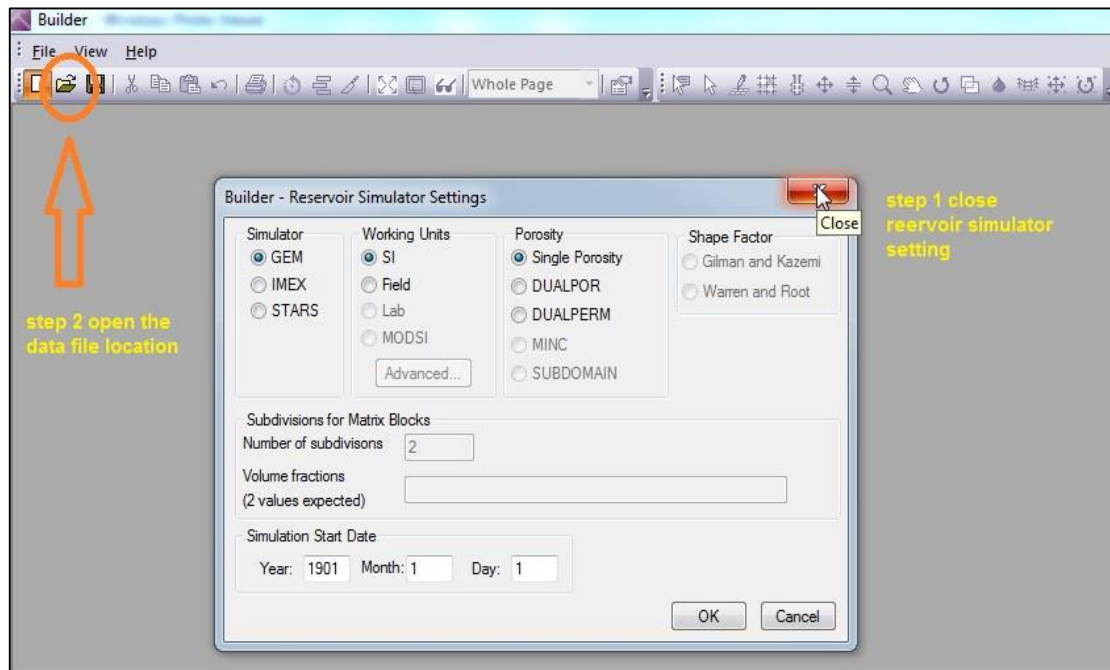 Builder
File View Help
Whole Page
Builder - Reservoir Simulator Settings
Close
step 1 close
reervoir simulator
setting
Simulator
GEM
IMEX
STARS
Working Units
SI
Field
Lab
MODSI
Advanced...
Porosity
Single Porosity
DUALPOR
DUALPERM
MINC
SUBDOMAIN
Shape Factor
Gilman and Kazemi
Warren and Root
step 2 open the
data file location
Subdivisions for Matrix Blocks
Number of subdivisons 2
Volume fractions
(2 values expected)
Simulation Start Date
Year: 1901 Month: 1 Day: 1
OK Cancel